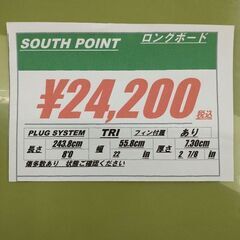 SOUTH POINT ロングボード
¥24,200 税込
PLUG SYSTEM TRI フィン付属 あり
長さ 243.8cm 幅 55.8cm 厚さ 7.30cm
8'0 22 in 2 7/8 in
傷多数あり 状態ご確認ください